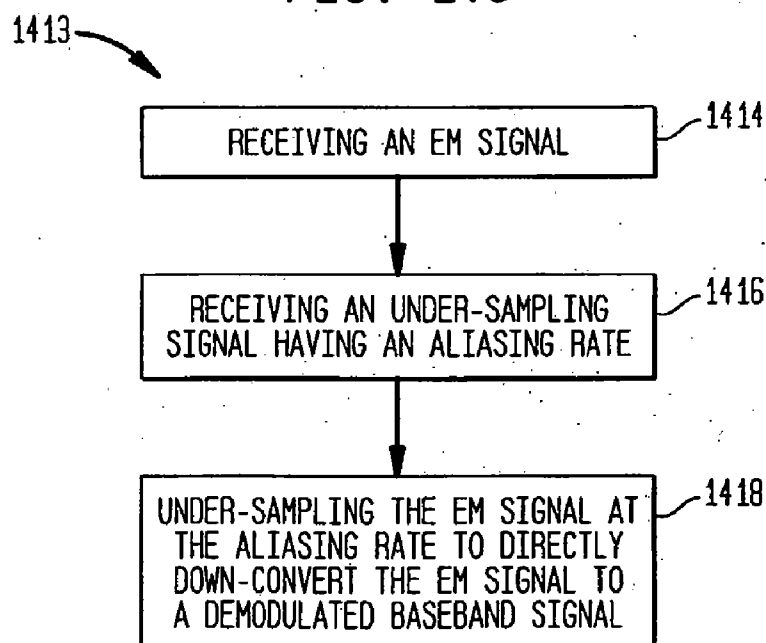 1413
RECEIVING AN EM SIGNAL
1414
RECEIVING AN UNDER-SAMPLING
SIGNAL HAVING AN ALIASING RATE
1416
UNDER-SAMPLING THE EM SIGNAL AT
THE ALIASING RATE TO DIRECTLY
DOWN-CONVERT THE EM SIGNAL TO
A DEMODULATED BASEBAND SIGNAL
1418